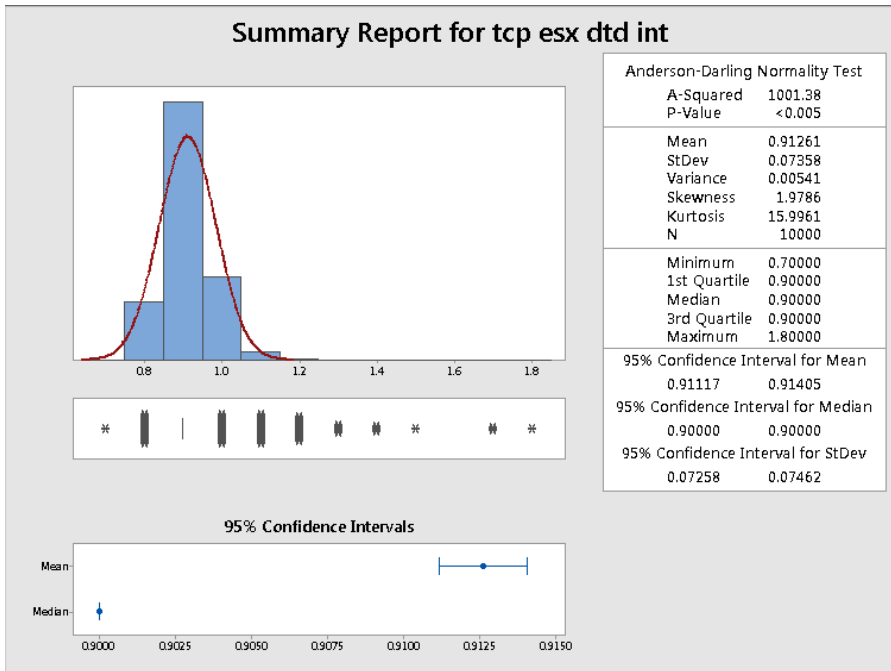 Summary Report for tcp esx dtd int
Anderson-Darling Normality Test
A-Squared 1001.38
P-Value <0.005
Mean 0.91261
StDev 0.07358
Variance 0.00541
Skewness 1.9786
Kurtosis 15.9961
N 10000
Minimum 0.70000
1st Quartile 0.90000
Median 0.90000
3rd Quartile 0.90000
Maximum 1.80000
95% Confidence Interval for Mean
0.91117 0.91405
95% Confidence Interval for Median
0.90000 0.90000
95% Confidence Interval for StDev
0.07258 0.07462
0.8 1.0 1.2 1.4 1.6 1.8
95% Confidence Intervals
Mean
Median
0.9000 0.9025 0.9050 0.9075 0.9100 0.9125 0.9150